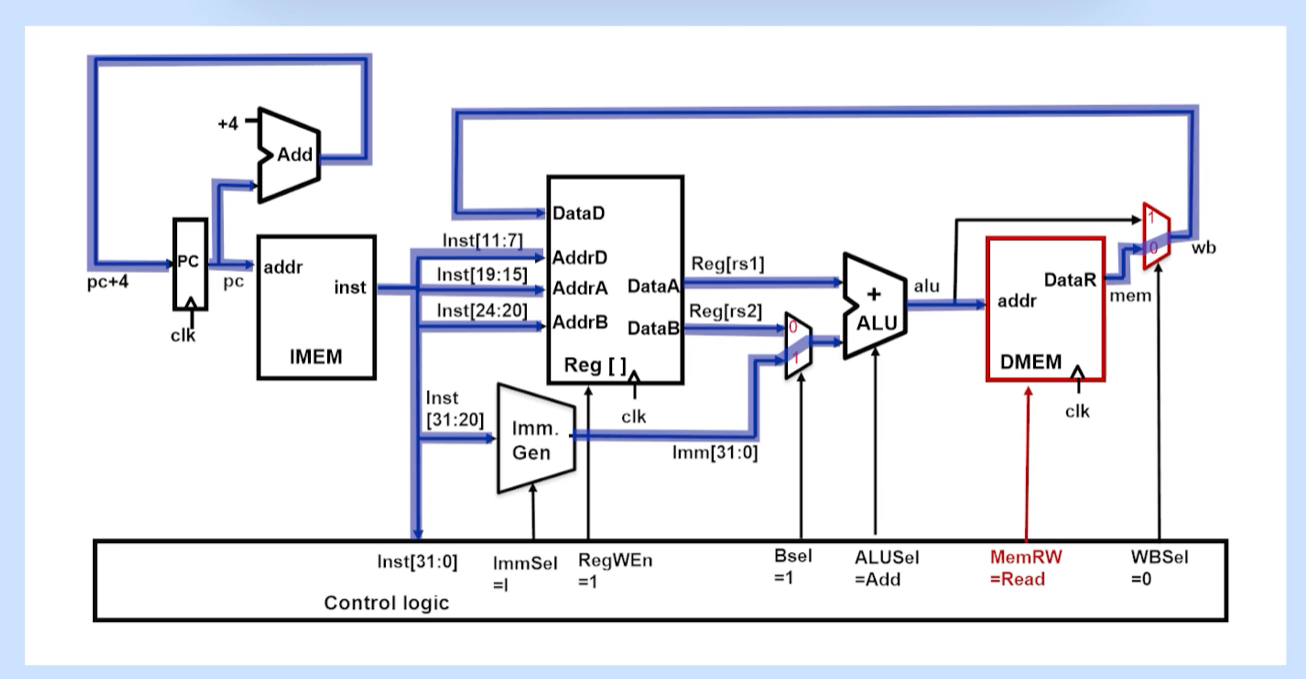 +4
Add
PC
pc+4
pc
clk
addr
inst
IMEM
Inst[11:7]
Inst[19:15]
Inst[24:20]
DataD
AddrD
AddrA
AddrB
DataA
DataB
Reg [ ]
clk
Reg[rs1]
Reg[rs2]
0
1
+
ALU
alu
addr
DataR
DMEM
clk
mem
1
0
wb
Inst
[31:20]
Imm.
Gen
Imm[31:0]
Inst[31:0]
ImmSel
=I
RegWEn
=1
Bsel
=1
ALUSel
=Add
MemRW
=Read
WBSel
=0
Control logic